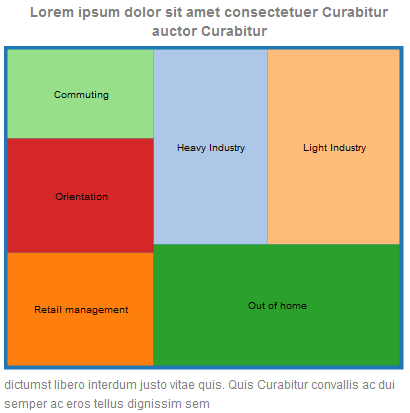 Lorem ipsum dolor sit amet consectetuer Curabitur
auctor Curabitur
Commuting
Heavy Industry
Light Industry
Orientation
Retail management
Out of home
dictumst libero interdum justo vitae quis. Quis Curabitur convallis ac dui
semper ac eros tellus dignissim sem